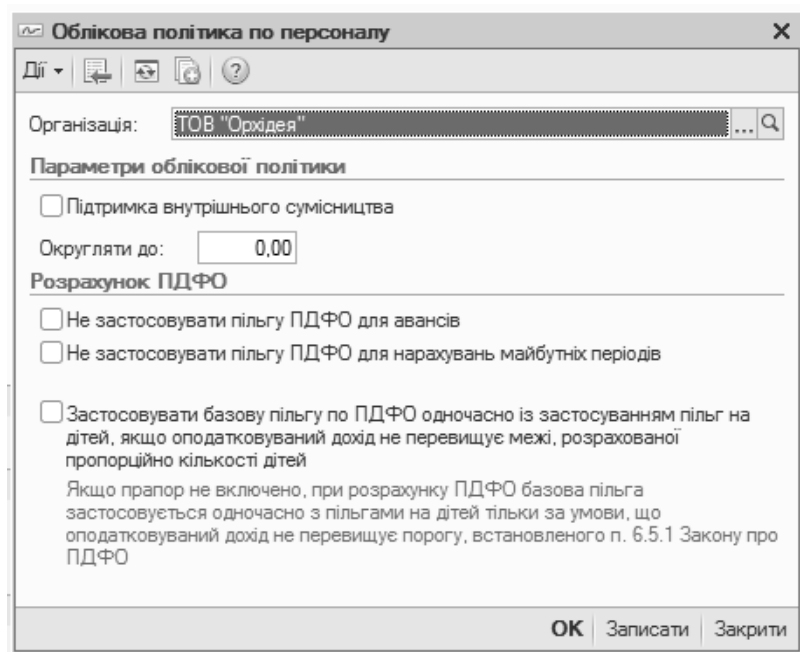 Облікова політика по персоналу
Дії
Організація: ТОВ "Орхідея" ...
Параметри облікової політики
Підтримка внутрішнього сумісництва
Округляти до: 0,00
Розрахунок ПДФО
Не застосовувати пільгу ПДФО для авансів
Не застосовувати пільгу ПДФО для нарахувань майбутніх періодів
Застосовувати базову пільгу по ПДФО одночасно із застосуванням пільг на
дітей, якщо оподатковуваний дохід не перевищує межі, розрахованої
пропорційно кількості дітей
Якщо прапор не включено, при розрахунку ПДФО базова пільга
застосовується одночасно з пільгами на дітей тільки за умови, що
оподатковуваний дохід не перевищує порогу, встановленого п. 6.5.1 Закону про
ПДФО
ОК Записати Закрити